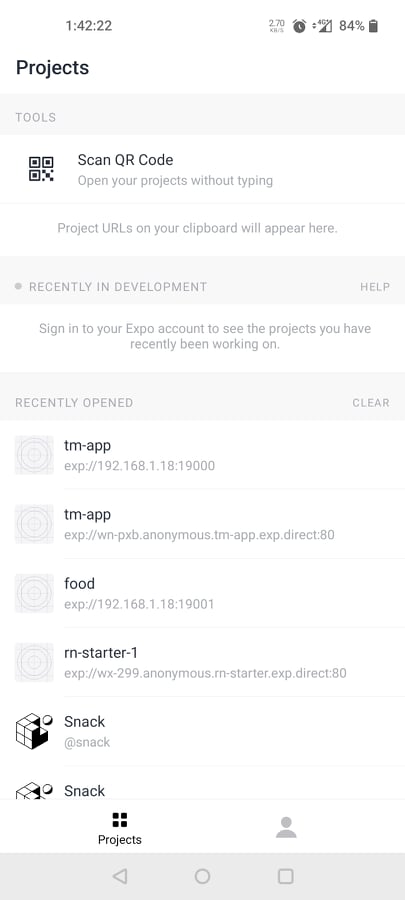 1:42:22
2.70
KB/S
4G
84%
Projects
TOOLS
Scan QR Code
Open your projects without typing
Project URLs on your clipboard will appear here.
RECENTLY IN DEVELOPMENT
HELP
Sign in to your Expo account to see the projects you have
recently been working on.
RECENTLY OPENED
CLEAR
tm-app
exp://192.168.1.18:19000
tm-app
exp://wn-pxb.anonymous.tm-app.exp.direct:80
food
exp://192.168.1.18:19001
rn-starter-1
exp://wx-299.anonymous.rn-starter.exp.direct:80
Snack
@snack
Snack
Projects